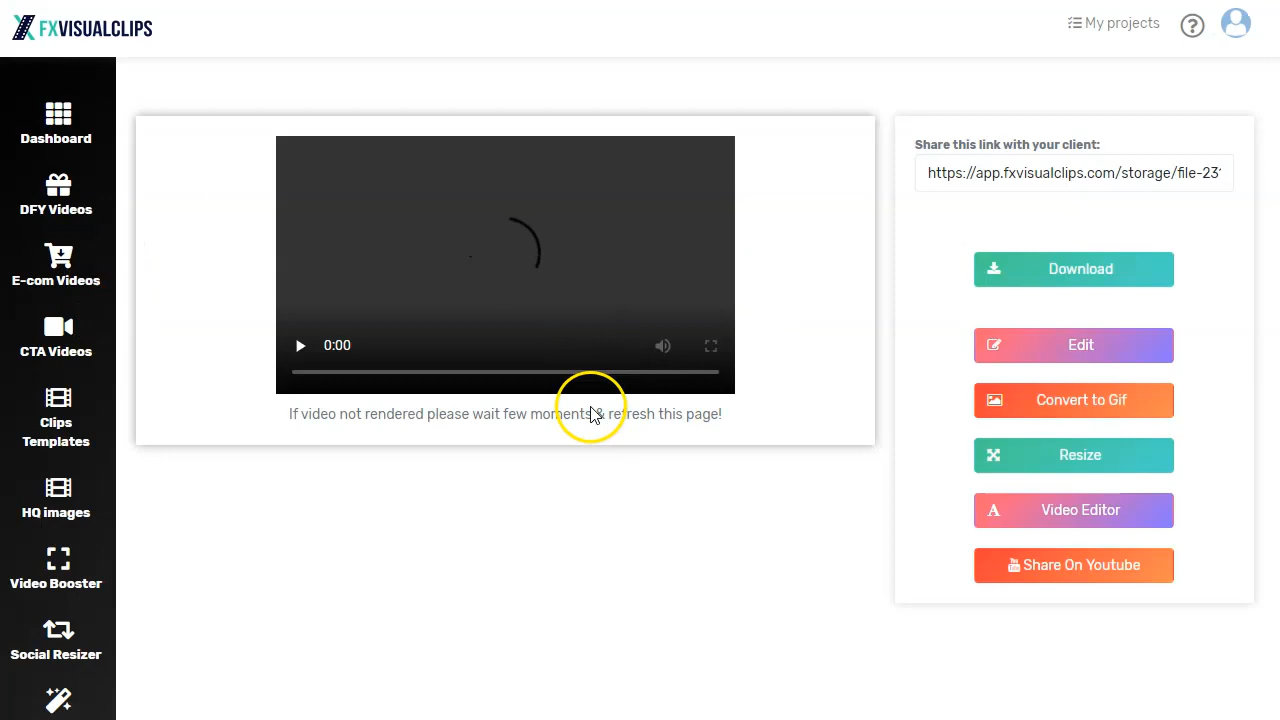 FXVISUALCLIPS
My projects
?
Dashboard
DFY Videos
E-com Videos
CTA Videos
Clips
Templates
HQ images
Video Booster
Social Resizer
0:00
If video not rendered please wait few moments & refresh this page!
Share this link with your client:
https://app.fxvisualclips.com/storage/file-23
Download
Edit
Convert to Gif
Resize
A Video Editor
You Tube Share On Youtube